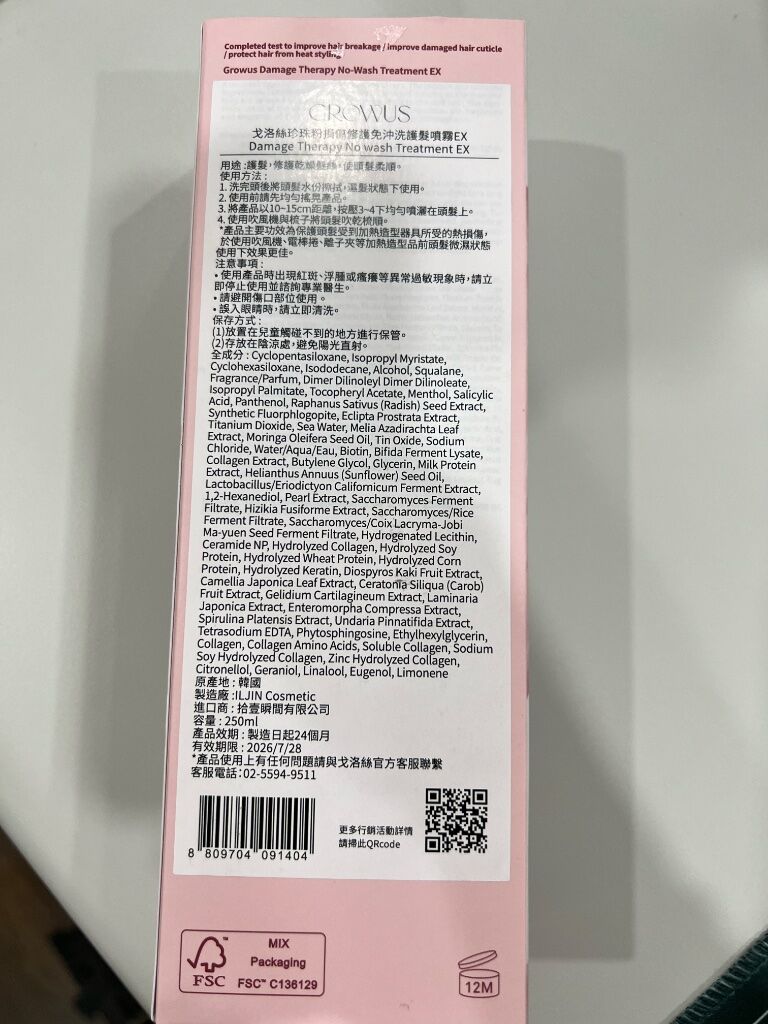 Completed test to improve hair breakage / improve damaged hair cuticle
/ protect hair from heat styling
Growus Damage Therapy No-Wash Treatment EX
GROWUS
戈洛絲珍珠粉損傷修護免沖洗護髮噴霧EX
Damage Therapy No wash Treatment EX
用途:護髮,修護乾燥髮絲,使頭髮柔順。
使用方法:
1. 洗完頭後將頭髮水份擦拭,濕髮狀態下使用。
2. 使用前請先均勻搖晃產品。
3. 將產品以10~15cm距離,按壓3~4下均勻噴灑在頭髮上。
4. 使用吹風機與梳子將頭髮吹乾梳順。
*產品主要功效為保護頭髮受到加熱造型器具所受的熱損傷,
於使用吹風機、電棒捲、離子夾等加熱造型品前頭髮微濕狀態
使用下效果更佳。
注意事項:
• 使用產品時出現紅斑、浮腫或瘙癢等異常過敏現象時,請立
即停止使用並諮詢專業醫生。
• 請避開傷口部位使用。
• 誤入眼睛時,請立即清洗。
保存方式:
(1)放置在兒童觸碰不到的地方進行保管。
(2)存放在陰涼處,避免陽光直射。
全成分 : Cyclopentasiloxane, Isopropyl Myristate,
Cyclohexasiloxane, Isododecane, Alcohol, Squalane,
Fragrance/Parfum, Dimer Dilinoleyl Dimer Dilinoleate,
Isopropyl Palmitate, Tocopheryl Acetate, Menthol, Salicylic
Acid, Panthenol, Raphanus Sativus (Radish) Seed Extract,
Synthetic Fluorphlogopite, Eclipta Prostrata Extract,
Titanium Dioxide, Sea Water, Melia Azadirachta Leaf
Extract, Moringa Oleifera Seed Oil, Tin Oxide, Sodium
Chloride, Water/Aqua/Eau, Biotin, Bifida Ferment Lysate,
Collagen Extract, Butylene Glycol, Glycerin, Milk Protein
Extract, Helianthus Annuus (Sunflower) Seed Oil,
Lactobacillus/Eriodictyon Californicum Ferment Extract,
1,2-Hexanediol, Pearl Extract, Saccharomyces Ferment
Filtrate, Hizikia Fusiforme Extract, Saccharomyces/Rice
Ferment Filtrate, Saccharomyces/Coix Lacryma-Jobi
Ma-yuen Seed Ferment Filtrate, Hydrogenated Lecithin,
Ceramide NP, Hydrolyzed Collagen, Hydrolyzed Soy
Protein, Hydrolyzed Wheat Protein, Hydrolyzed Corn
Protein, Hydrolyzed Keratin, Diospyros Kaki Fruit Extract,
Camellia Japonica Leaf Extract, Ceratonia Siliqua (Carob)
Fruit Extract, Gelidium Cartilagineum Extract, Laminaria
Japonica Extract, Enteromorpha Compressa Extract,
Spirulina Platensis Extract, Undaria Pinnatifida Extract,
Tetrasodium EDTA, Phytosphingosine, Ethylhexylglycerin,
Collagen, Collagen Amino Acids, Soluble Collagen, Sodium
Soy Hydrolyzed Collagen, Zinc Hydrolyzed Collagen,
Citronellol, Geraniol, Linalool, Eugenol, Limonene
原產地 : 韓國
製造廠 :ILJIN Cosmetic
進口商 : 拾壹瞬間有限公司
容量 : 250ml
產品效期 : 製造日起24個月
有效期限 : 2026/7/28
*產品使用上有任何問題請與戈洛絲官方客服聯繫
客服電話:02-5594-9511
8 809704 091404
更多行銷活動詳情
請掃此QRcode
MIX
Packaging
FSC™ C136129
FSC
12M